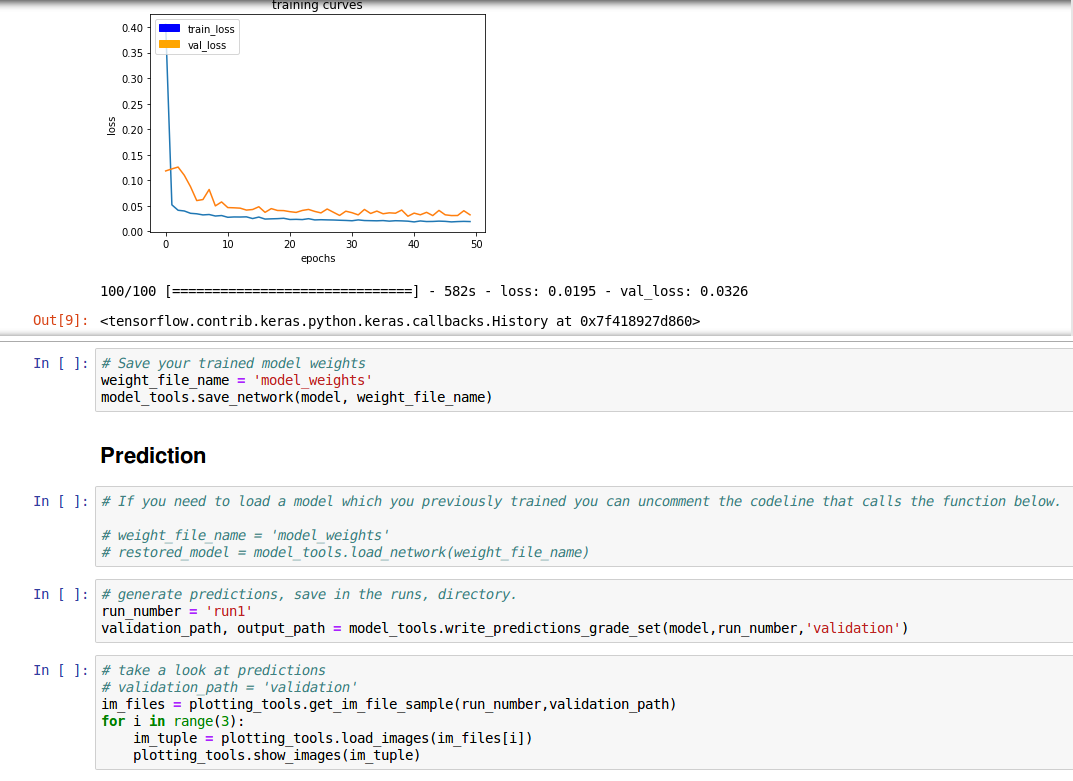 training curves
0.40
0.35
0.30
0.25
0.20
0.15
0.10
0.05
0.00
loss
train_loss
val_loss
0 10 20 30 40 50
epochs
100/100 [==============================] - 582s - loss: 0.0195 - val_loss: 0.0326
Out[9]: <tensorflow.contrib.keras.python.keras.callbacks.History at 0x7f418927d860>
In [ ]: # Save your trained model weights
weight_file_name = 'model_weights'
model_tools.save_network(model, weight_file_name)
Prediction
In [ ]: # If you need to load a model which you previously trained you can uncomment the codeline that calls the function below.
# weight_file_name = 'model_weights'
# restored_model = model_tools.load_network(weight_file_name)
In [ ]: # generate predictions, save in the runs, directory.
run_number = 'run1'
validation_path, output_path = model_tools.write_predictions_grade_set(model,run_number,'validation')
In [ ]: # take a look at predictions
# validation_path = 'validation'
im_files = plotting_tools.get_im_file_sample(run_number,validation_path)
for i in range(3):
    im_tuple = plotting_tools.load_images(im_files[i])
    plotting_tools.show_images(im_tuple)